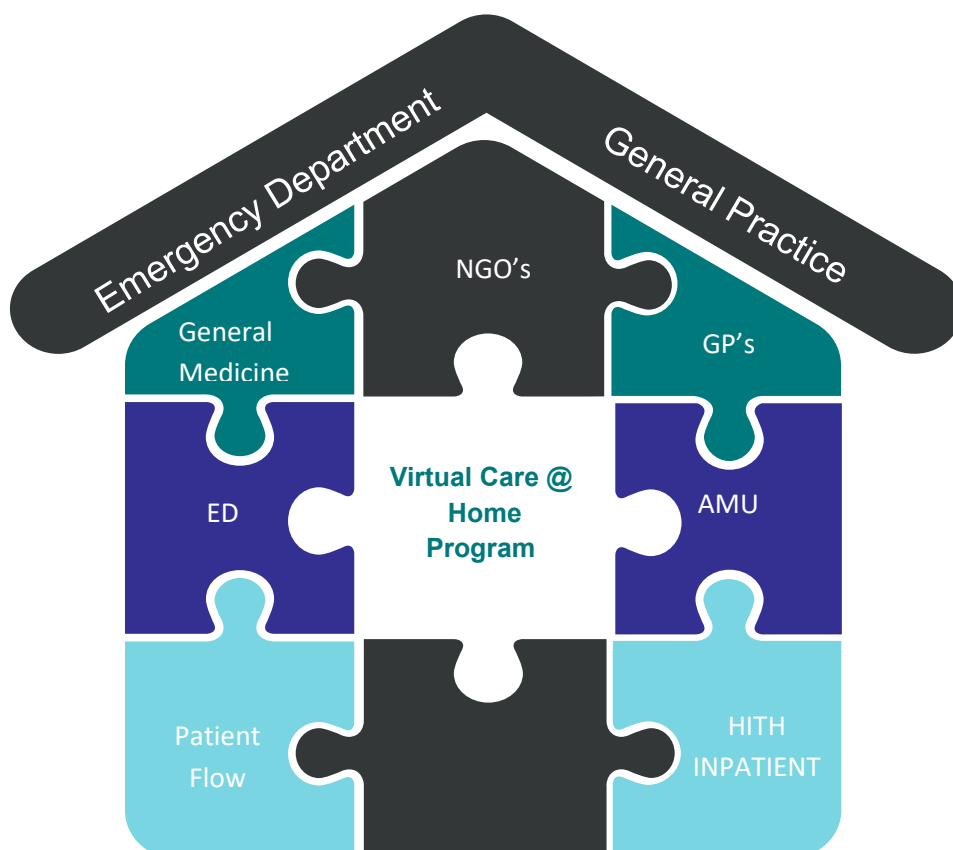 Emergency Department
General Practice
NGO’s
General
Medicine
GP’s
ED
Virtual Care @
Home
Program
AMU
Patient
Flow
HITH
INPATIENT